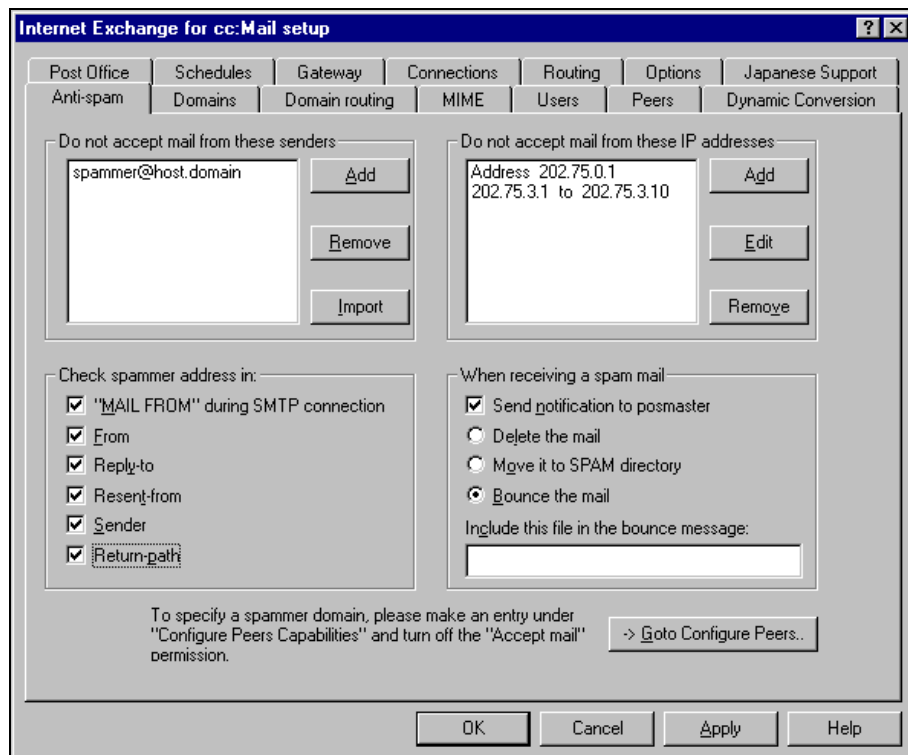 Internet Exchange for cc:Mail setup
Post Office Schedules Gateway Connections Routing Options Japanese Support
Anti-spam Domains Domain routing MIME Users Peers Dynamic Conversion
Do not accept mail from these senders
spammer@host.domain
Add
Remove
Import
Do not accept mail from these IP addresses
Address 202.75.0.1
202.75.3.1 to 202.75.3.10
Add
Edit
Remove
Check spammer address in:
"MAIL FROM" during SMTP connection
From
Reply-to
Resent-from
Sender
Return-path
When receiving a spam mail
Send notification to posmaster
Delete the mail
Move it to SPAM directory
Bounce the mail
Include this file in the bounce message:
To specify a spammer domain, please make an entry under
"Configure Peers Capabilities" and turn off the "Accept mail"
permission.
-> Goto Configure Peers..
OK Cancel Apply Help